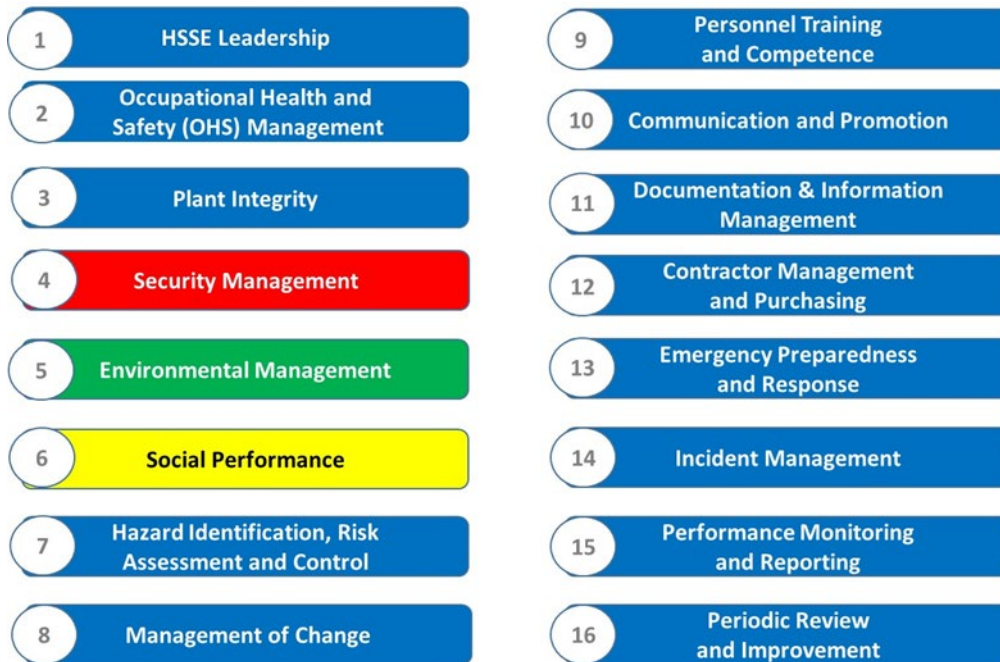 1
HSSE Leadership
2
Occupational Health and
Safety (OHS) Management
3
Plant Integrity
4
Security Management
5
Environmental Management
6
Social Performance
7
Hazard Identification, Risk
Assessment and Control
8
Management of Change
9
Personnel Training
and Competence
10
Communication and Promotion
11
Documentation & Information
Management
12
Contractor Management
and Purchasing
13
Emergency Preparedness
and Response
14
Incident Management
15
Performance Monitoring
and Reporting
16
Periodic Review
and Improvement